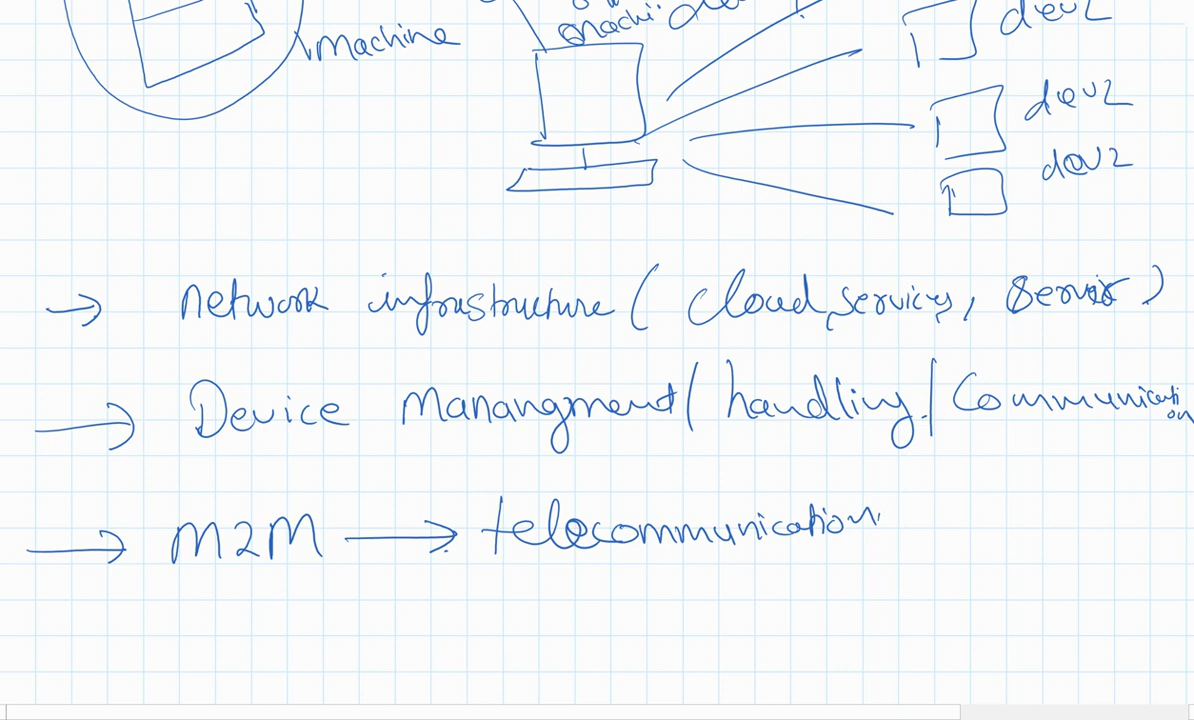 dev2
machine
dev2
dev2
→ network infrastructure ( Cloud services, server )
→ Device Manangment / handling / Communication
→ M2M → telecommunication